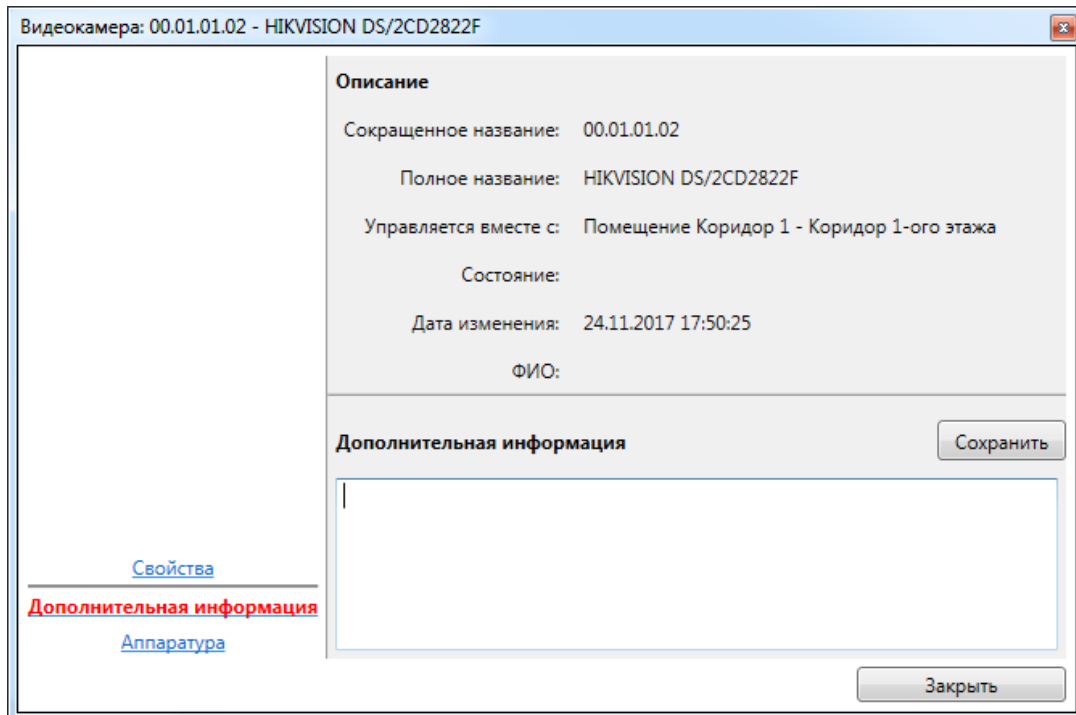 Видеокамера: 00.01.01.02 - HIKVISION DS/2CD2822F
Описание
Сокращенное название: 00.01.01.02
Полное название: HIKVISION DS/2CD2822F
Управляется вместе с: Помещение Коридор 1 - Коридор 1-ого этажа
Состояние:
Дата изменения: 24.11.2017 17:50:25
ФИО:
Дополнительная информация Сохранить
Свойства
Дополнительная информация
Аппаратура
Закрыть